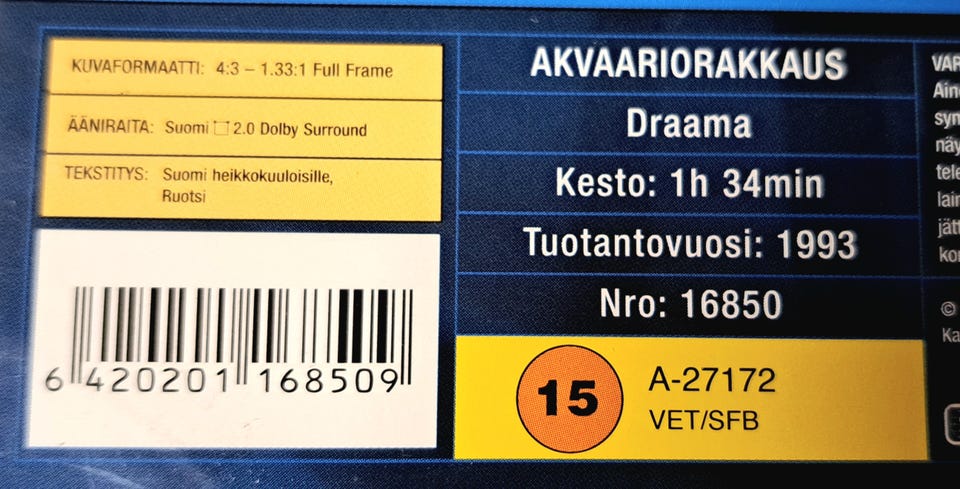 KUVAFORMAATTI: 4:3 – 1.33:1 Full Frame
ÄÄNIRAITA: Suomi □ 2.0 Dolby Surround
TEKSTITYS: Suomi heikkokuuloisille,
Ruotsi
6 420201 168509
AKVAARIORAKKAUS
Draama
Kesto: 1h 34min
Tuotantovuosi: 1993
Nro: 16850
15
A-27172
VET/SFB
©